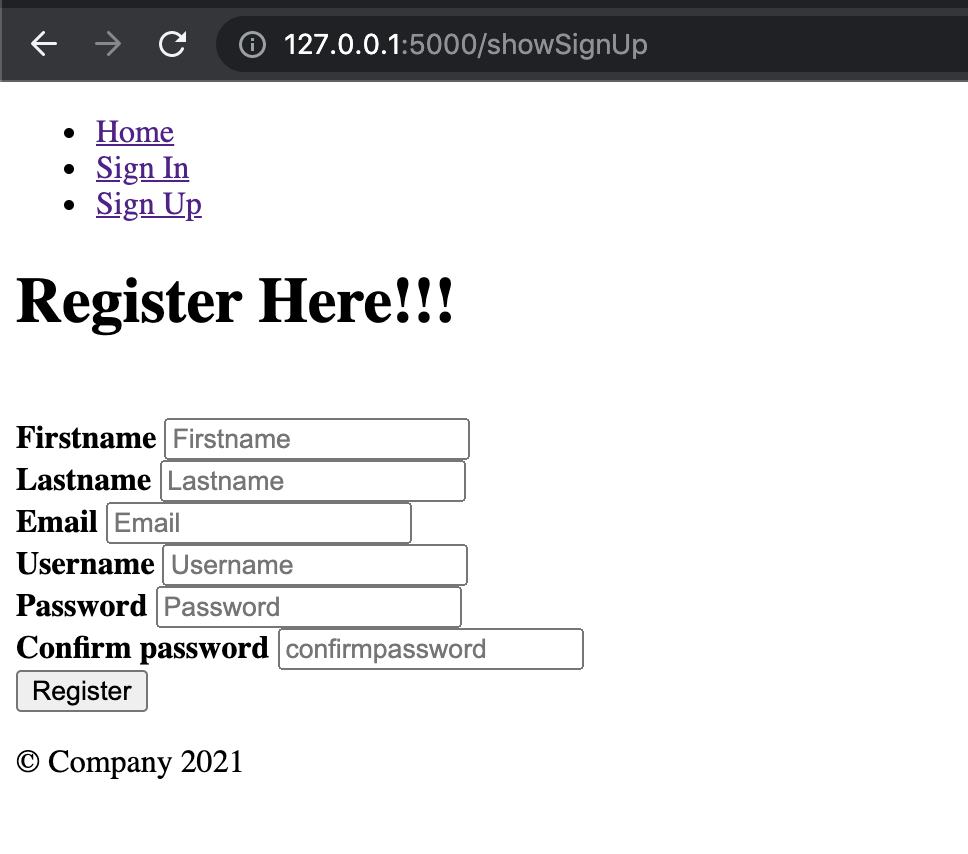 127.0.0.1:5000/showSignUp
Home
Sign In
Sign Up
Register Here!!!
Firstname Firstname
Lastname Lastname
Email Email
Username Username
Password Password
Confirm password confirmpassword
Register
© Company 2021